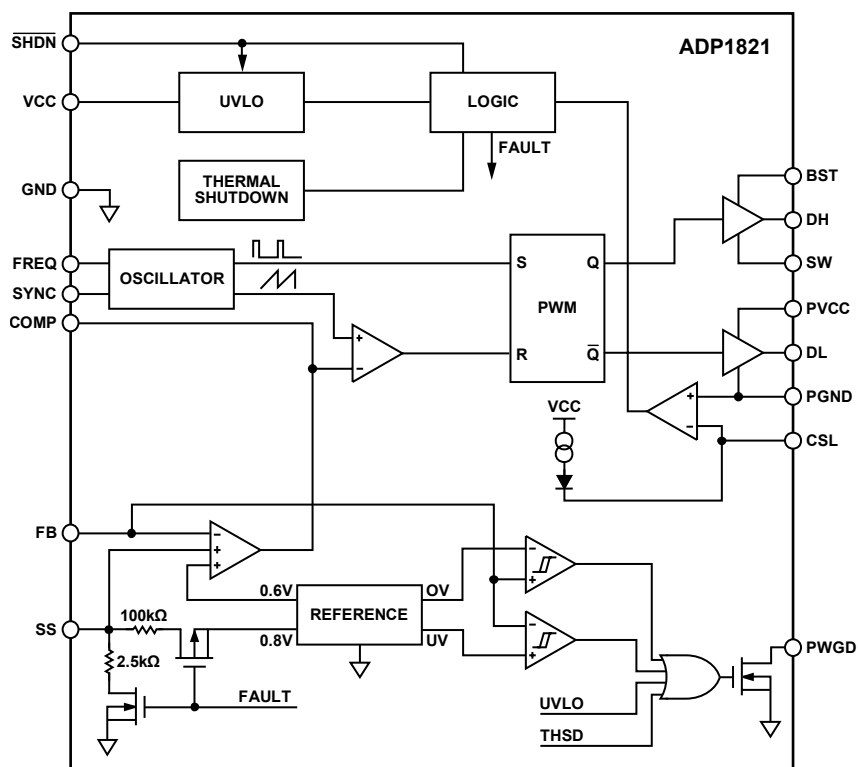 ADP1821
SHDN
VCC
UVLO
LOGIC
FAULT
GND
THERMAL
SHUTDOWN
BST
DH
SW
FREQ
SYNC
OSCILLATOR
COMP
S
Q
PWM
R
Q̅
PVCC
DL
PGND
CSL
+
−
+
−
VCC
FB
−
+
+
0.6V
0.8V
REFERENCE
OV
UV
−
+
−
+
SS
100kΩ
2.5kΩ
FAULT
PWGD
UVLO
THSD